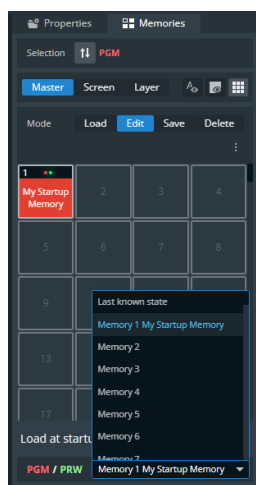 Properties
Memories
Selection
PGM
Master
Screen
Layer
Mode
Load
Edit
Save
Delete
1
My Startup
Memory
2
3
4
5
6
7
8
9
Last known state
Memory 1 My Startup Memory
Memory 2
13
Memory 3
Memory 4
Memory 5
17
Memory 6
Load at startu
Memory 7
PGM / PRW
Memory 1 My Startup Memory